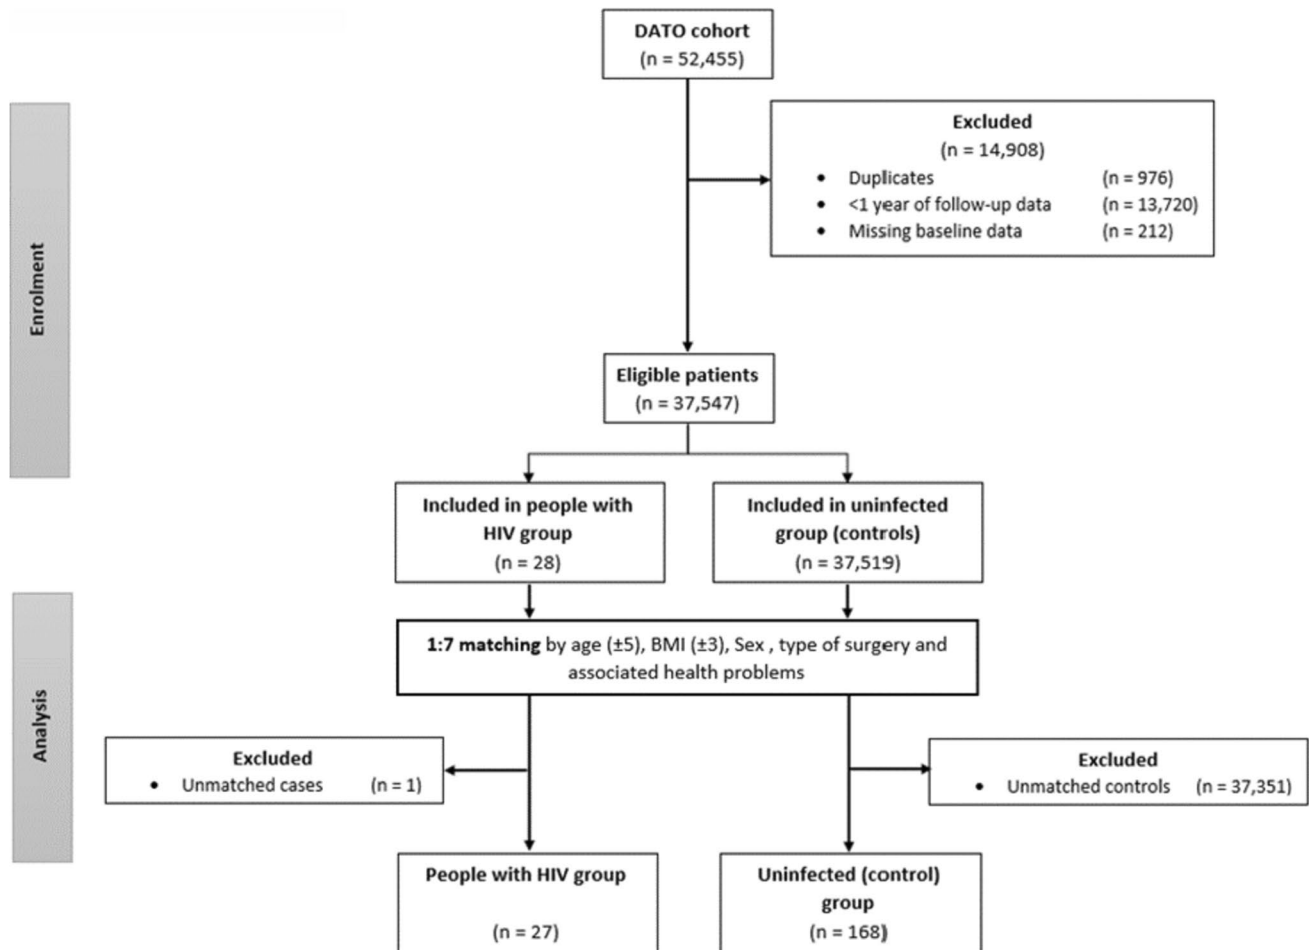 DATO cohort
(n = 52,455)
Excluded
(n = 14,908)
• Duplicates (n = 976)
• <1 year of follow-up data (n = 13,720)
• Missing baseline data (n = 212)
Enrolment
Eligible patients
(n = 37,547)
Included in people with
HIV group
(n = 28)
Included in uninfected
group (controls)
(n = 37,519)
1:7 matching by age (±5), BMI (±3), Sex , type of surgery and
associated health problems
Analysis
Excluded
• Unmatched cases (n = 1)
Excluded
• Unmatched controls (n = 37,351)
People with HIV group
(n = 27)
Uninfected (control)
group
(n = 168)